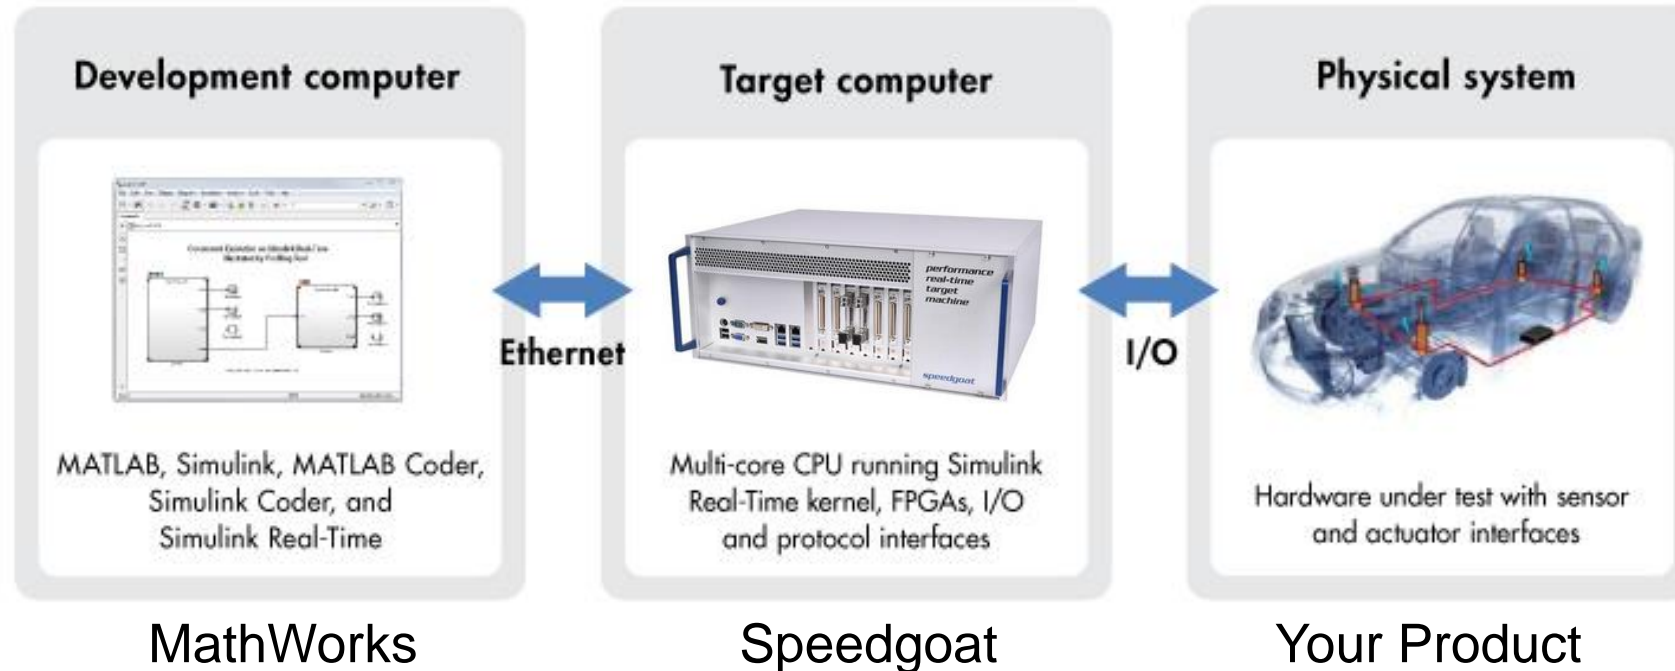 Development computer
Target computer
Physical system
performance
real-time
target
machine
speedgoat
Ethernet
I/O
MATLAB, Simulink, MATLAB Coder,
Simulink Coder, and
Simulink Real-Time
Multi-core CPU running Simulink
Real-Time kernel, FPGAs, I/O
and protocol interfaces
Hardware under test with sensor
and actuator interfaces
MathWorks
Speedgoat
Your Product